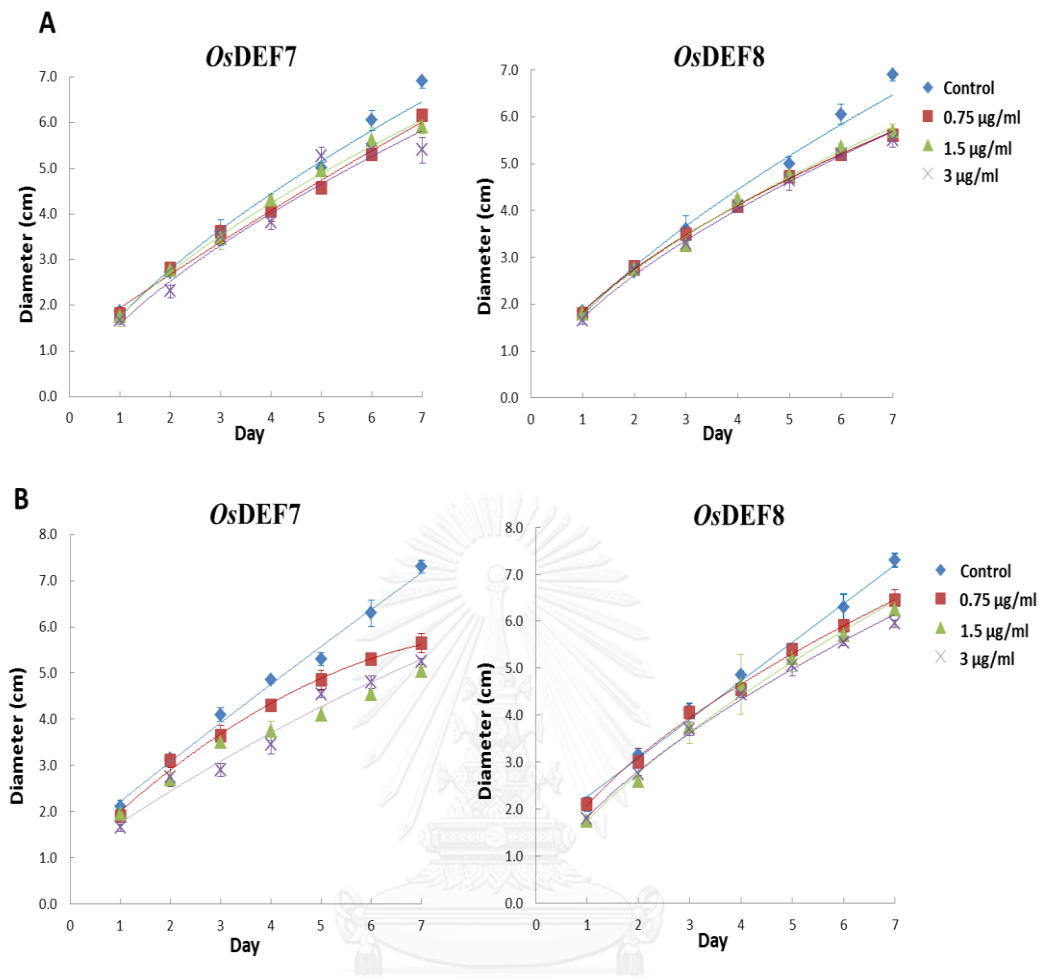 A
OsDEF7
OsDEF8
7.0
6.0
5.0
4.0
3.0
2.0
1.0
0.0
Diameter (cm)
0 1 2 3 4 5 6 7
Day
7.0
6.0
5.0
4.0
3.0
2.0
1.0
0.0
Diameter (cm)
0 1 2 3 4 5 6 7
Day
Control
0.75 µg/ml
1.5 µg/ml
3 µg/ml
B
OsDEF7
OsDEF8
8.0
7.0
6.0
5.0
4.0
3.0
2.0
1.0
0.0
Diameter (cm)
0 1 2 3 4 5 6 7
Day
8.0
7.0
6.0
5.0
4.0
3.0
2.0
1.0
0.0
Diameter (cm)
0 1 2 3 4 5 6 7
Day
Control
0.75 µg/ml
1.5 µg/ml
3 µg/ml